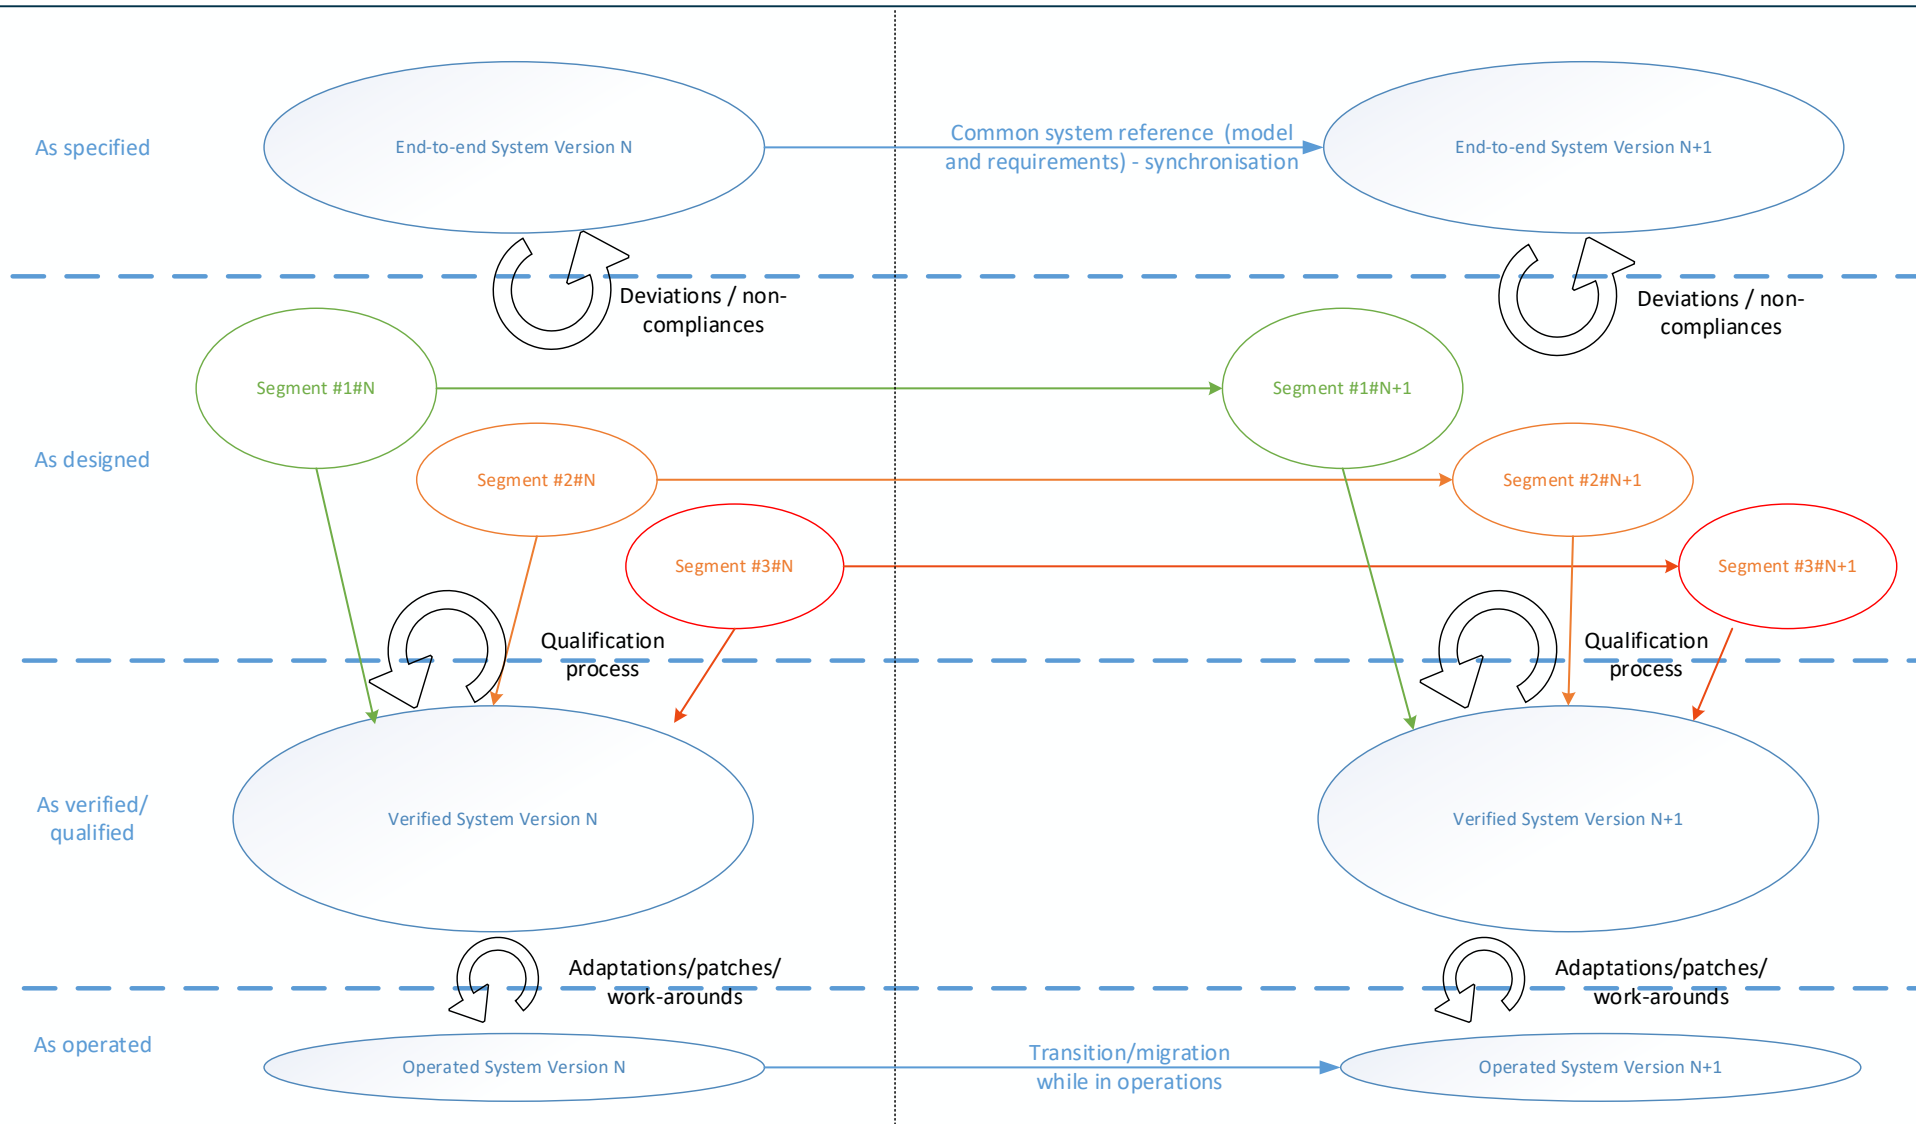 As specified
End-to-end System Version N
Common system reference  (model
and requirements) - synchronisation
End-to-end System Version N+1
Deviations / non-
compliances
Deviations / non-
compliances
As designed
Segment #1#N
Segment #1#N+1
Segment #2#N
Segment #2#N+1
Segment #3#N
Segment #3#N+1
Qualification
process
Qualification
process
As verified/
qualified
Verified System Version N
Verified System Version N+1
Adaptations/patches/
work-arounds
Adaptations/patches/
work-arounds
As operated
Operated System Version N
Transition/migration
while in operations
Operated System Version N+1